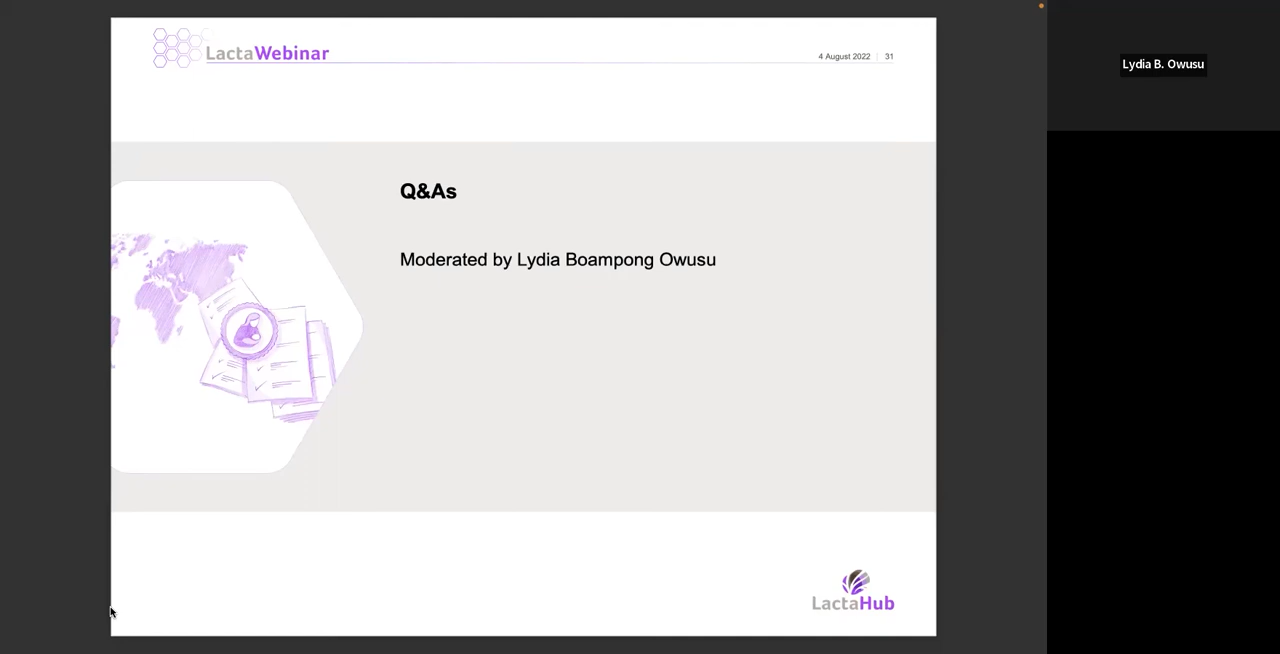 LactaWebinar
4 August 2022 31
Lydia B. Owusu
Q&As
Moderated by Lydia Boampong Owusu
LactaHub